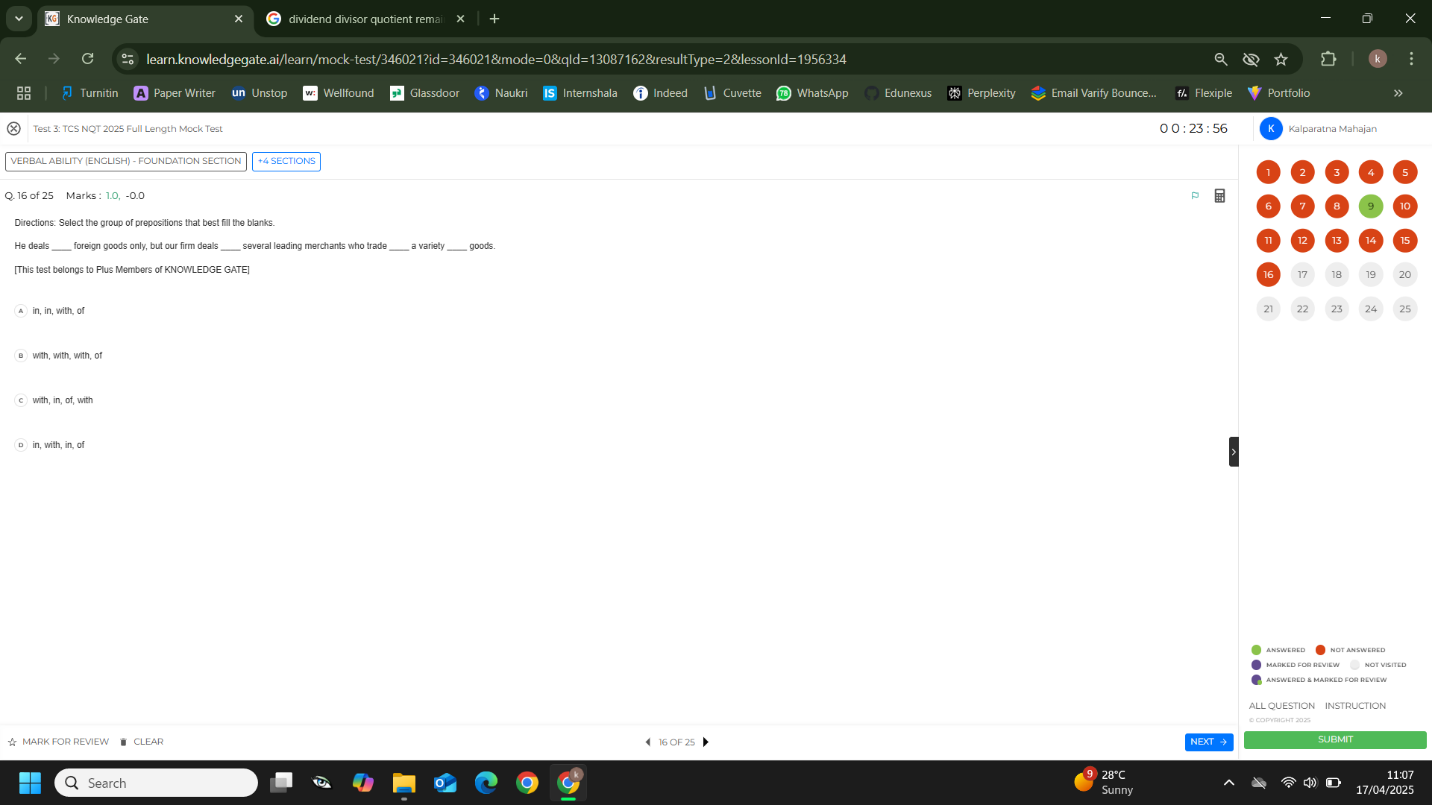 Knowledge Gate
dividend divisor quotient remai
learn.knowledgegate.ai/learn/mock-test/346021?id=346021&mode=0&qId=13087162&resultType=2&lessonId=1956334
k
Turnitin
A Paper Writer
un Unstop
w: Wellfound
Glassdoor
Naukri
IS Internshala
Indeed
Cuvette
78 WhatsApp
Edunexus
Perplexity
Email Varify Bounce...
f/. Flexiple
Portfolio
Test 3: TCS NQT 2025 Full Length Mock Test
00 : 23 : 56
K Kalparatna Mahajan
VERBAL ABILITY (ENGLISH) - FOUNDATION SECTION
+4 SECTIONS
Q. 16 of 25 Marks : 1.0, -0.0
Directions: Select the group of prepositions that best fill the blanks.
He deals ____ foreign goods only, but our firm deals ____ several leading merchants who trade ____ a variety ____ goods.
[This test belongs to Plus Members of KNOWLEDGE GATE]
A in, in, with, of
B with, with, with, of
C with, in, of, with
D in, with, in, of
1 2 3 4 5
6 7 8 9 10
11 12 13 14 15
16 17 18 19 20
21 22 23 24 25
ANSWERED NOT ANSWERED
MARKED FOR REVIEW NOT VISITED
ANSWERED & MARKED FOR REVIEW
ALL QUESTION INSTRUCTION
© COPYRIGHT 2025
SUBMIT
MARK FOR REVIEW CLEAR
16 OF 25
NEXT
Search
9 28°C
Sunny
11:07
17/04/2025